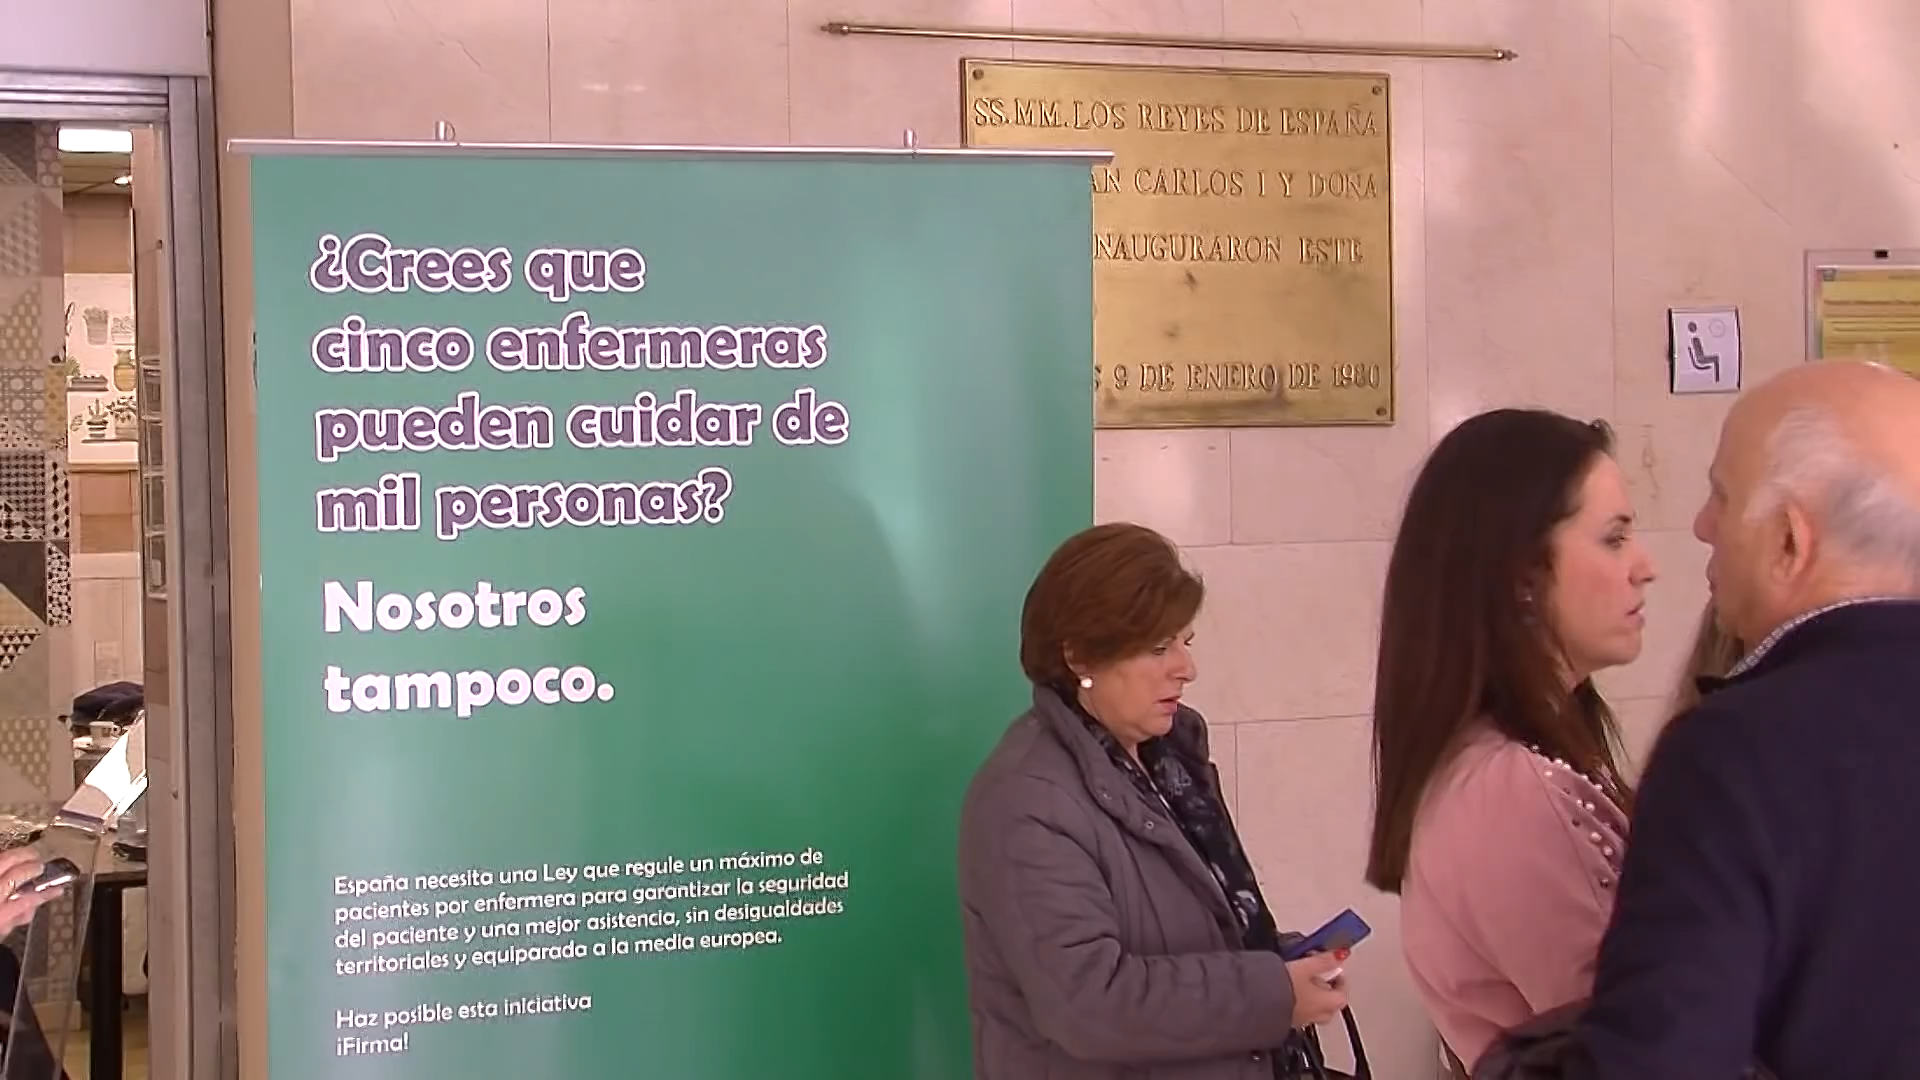 ¿Crees que
cinco enfermeras
pueden cuidar de
mil personas?
Nosotros
tampoco.
España necesita una Ley que regule un máximo de
pacientes por enfermera para garantizar la seguridad
del paciente y una mejor asistencia, sin desigualdades
territoriales y equiparada a la media europea.
Haz posible esta iniciativa
¡Firma!
SS.MM. LOS REYES DE ESPAÑA
AN CARLOS I Y DOÑA
NAUGURARON ESTE
S 9 DE ENERO DE 1980